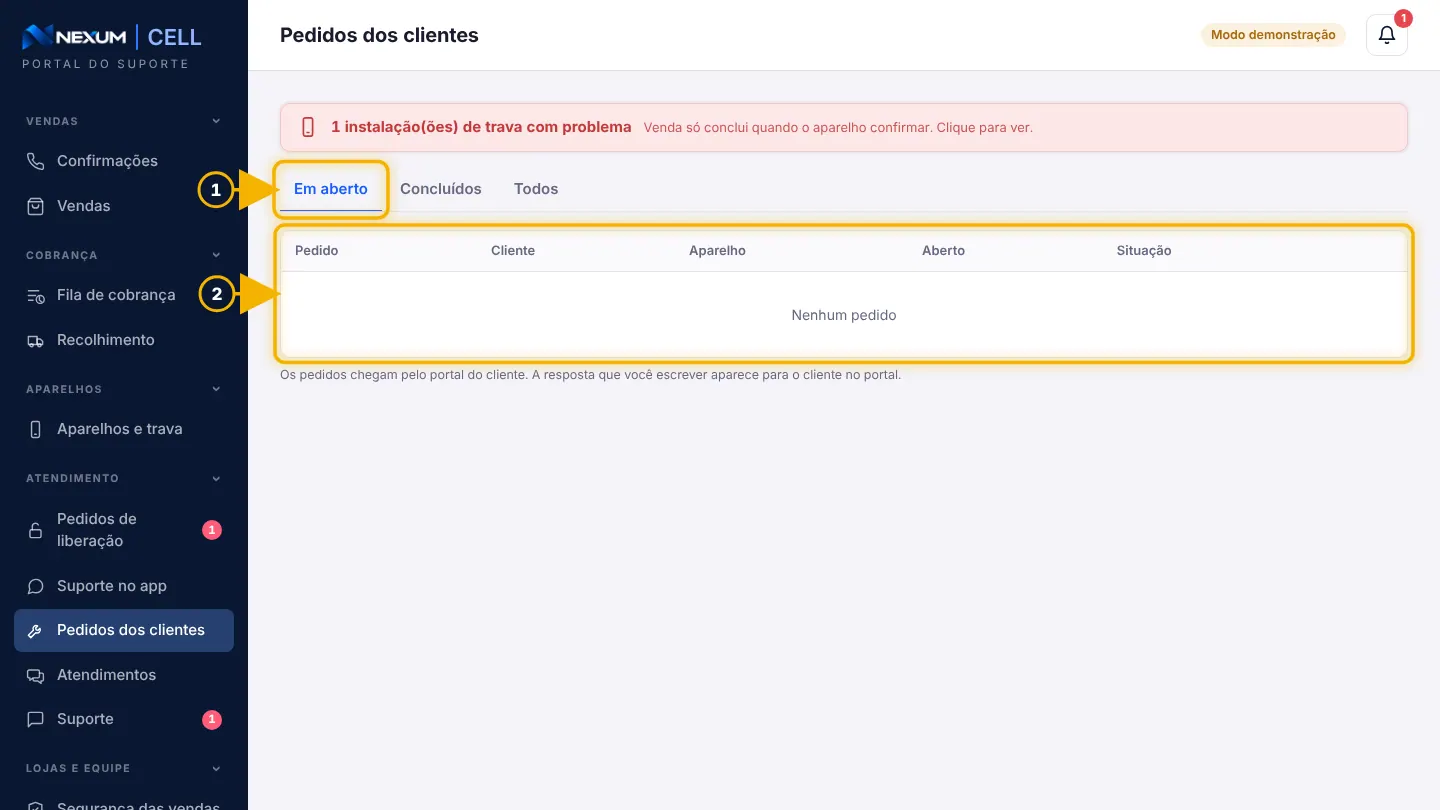 NEXUM | CELL
PORTAL DO SUPORTE
VENDAS
Confirmações
Vendas
COBRANÇA
Fila de cobrança
Recolhimento
APARELHOS
Aparelhos e trava
ATENDIMENTO
Pedidos de
liberação
1
Suporte no app
Pedidos dos clientes
Atendimentos
Suporte
1
LOJAS E EQUIPE
Segurança das vendas
Pedidos dos clientes
Modo demonstração
1
1 instalação(ões) de trava com problema Venda só conclui quando o aparelho confirmar. Clique para ver.
1
Em aberto Concluídos Todos
2
Pedido Cliente Aparelho Aberto Situação
Nenhum pedido
Os pedidos chegam pelo portal do cliente. A resposta que você escrever aparece para o cliente no portal.